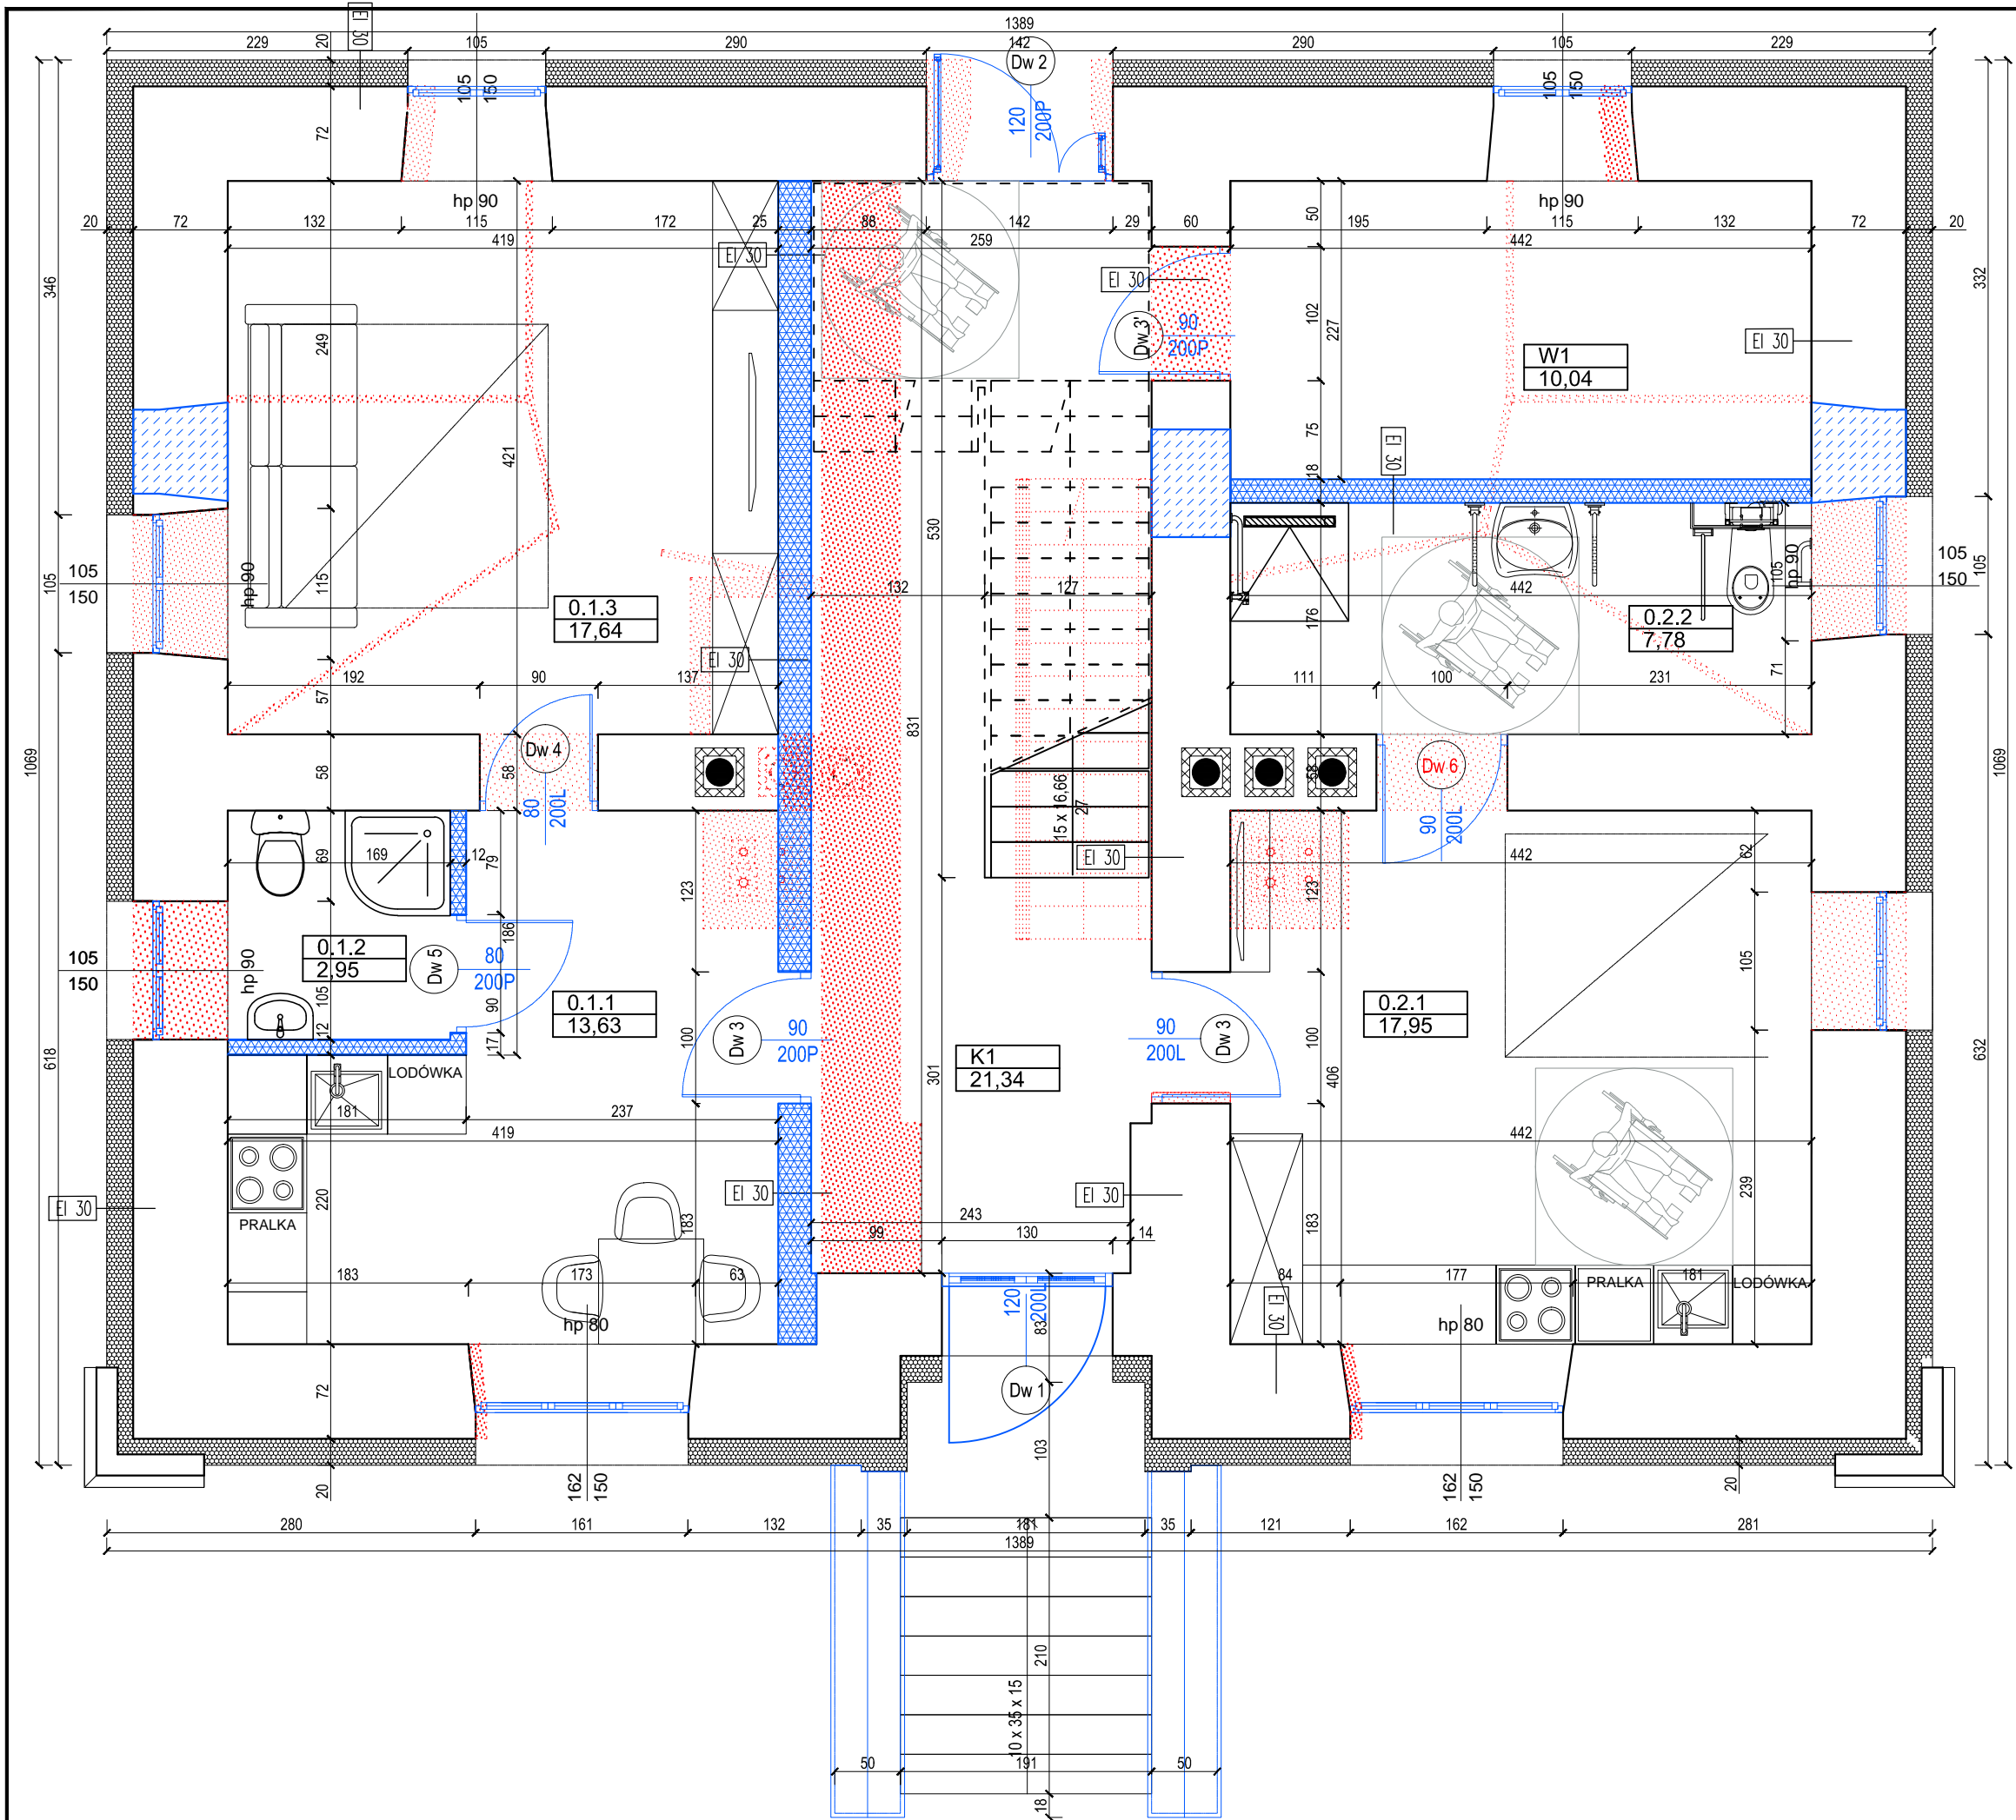 1389
229 105 290 142 290 105 229
EI 30
20
105
150
Dw 2
120
200P
105
150
72
hp 90
hp 90
20 72 132 115 172 25 88 142 29 60 195 115 132 72 20
419 259 442
50
EI 30
EI 30
346
332
249
102
227
Dw 3'
90
200P
EI 30
W1
10,04
421
75
18
EI 30
530
105
150
105
hp 90
115
132 127
442
176
105
hp 90
105
150
105
0.1.3
17,64
0.2.2
7,78
EI 30
192 90 137
57
111 100 231
71
831
1069
1069
58
58
Dw 4
80
200L
15 x 16,66
27
58
Dw 6
90
200L
69
169
12
79
123
EI 30
442
62
123
186
0.1.2
2,95
105
150
hp 90
105
Dw 5
80
200P
90
105
12
17
0.1.1
13,63
100
Dw 3
90
200P
90
200L
Dw 3
100
0.2.1
17,95
K1
21,34
618
632
301
406
LODÓWKA
181 237
419
442
EI 30
220
PRALKA
EI 30
EI 30
183
243
99 130 14
183
239
183 173 63
84 177 181
PRALKA
LODÓWKA
hp 80
120
200L
83
EI 30
hp 80
72
Dw 1
103
20
162
150
162
150
20
280 161 132 35 181 35 121 162 281
1389
210
10 x 35 x 15
50 191 50
18